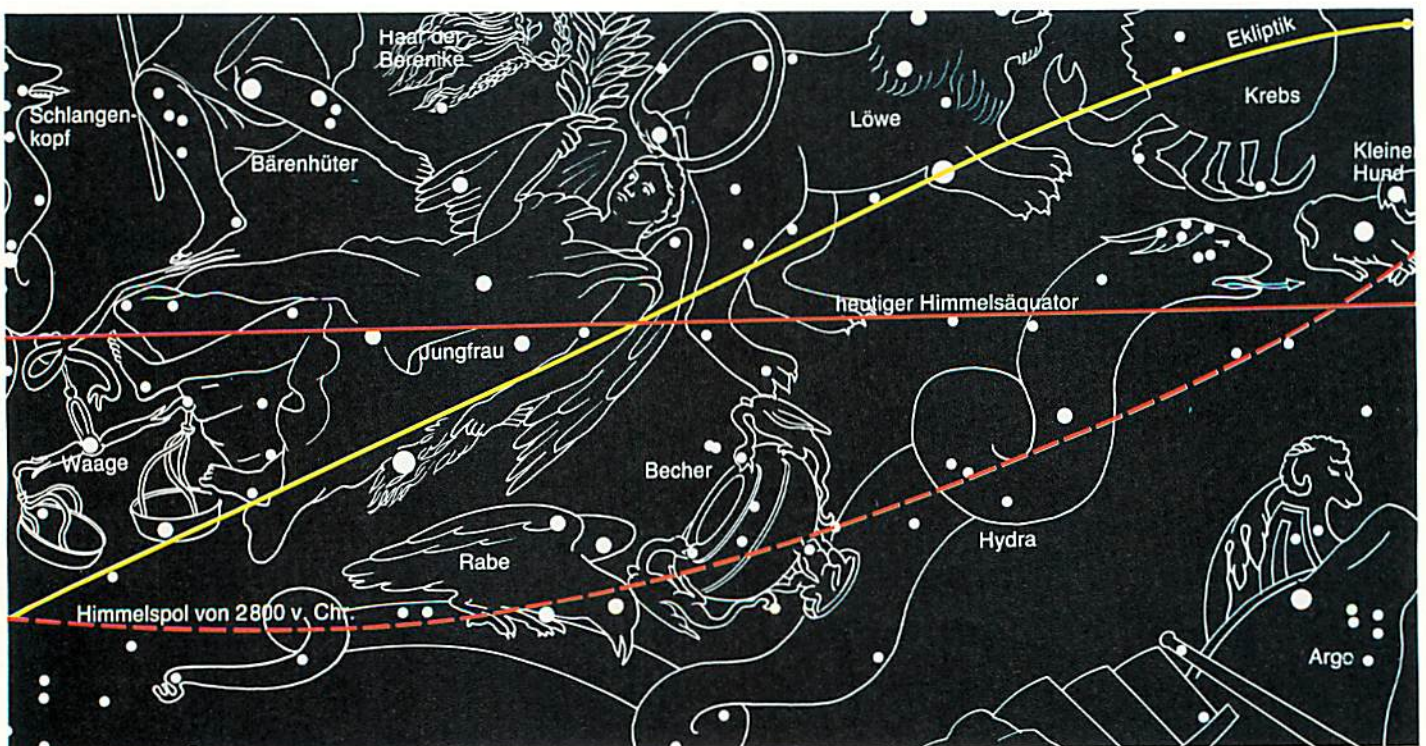 Haar der
Berenike
Ekliptik
Krebs
Schlangen-
kopf
Löwe
Bärenhüter
Kleiner
Hund
heutiger Himmelsäquator
Jungfrau
Waage
Becher
Hydra
Rabe
Himmelspol von 2800 v. Chr.
Argo